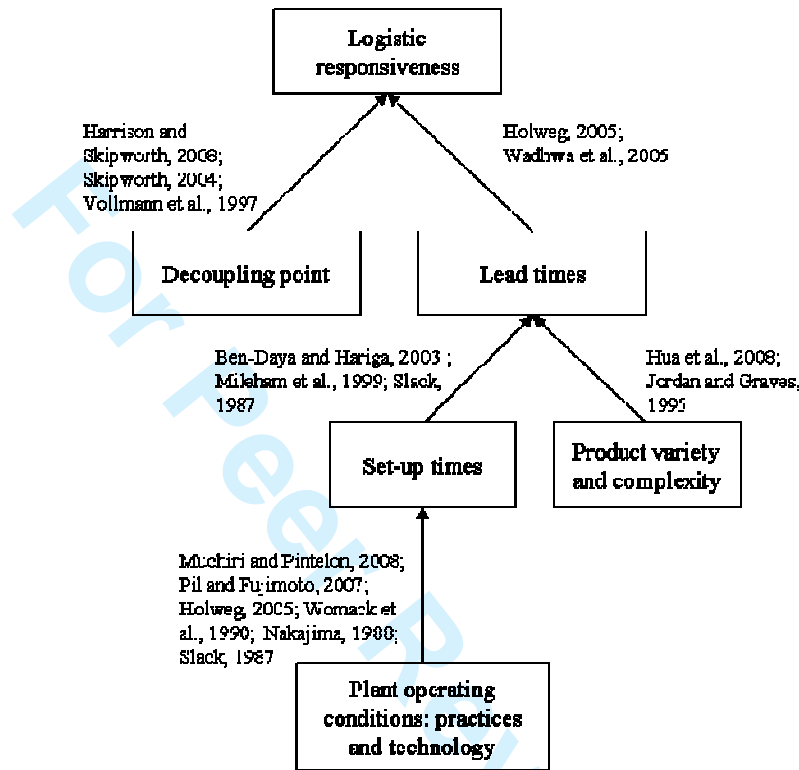 Logistic
responsiveness
Harrison and
Skipworth, 2008;
Skipworth, 2004;
Vollmann et al., 1997
Holweg, 2005;
Wadhwa et al., 2005
Decoupling point
Lead times
Ben-Daya and Hariga, 2003 ;
Mileham et al., 1999; Slack,
1987
Hua et al., 2008;
Jordan and Graves,
1995
Set-up times
Product variety
and complexity
Muchiri and Pintelon, 2008;
Pil and Fujimoto, 2007;
Holweg, 2005; Womack et
al., 1990; Nakajima, 1988;
Slack, 1987
Plant operating
conditions: practices
and technology
For Peer Rev